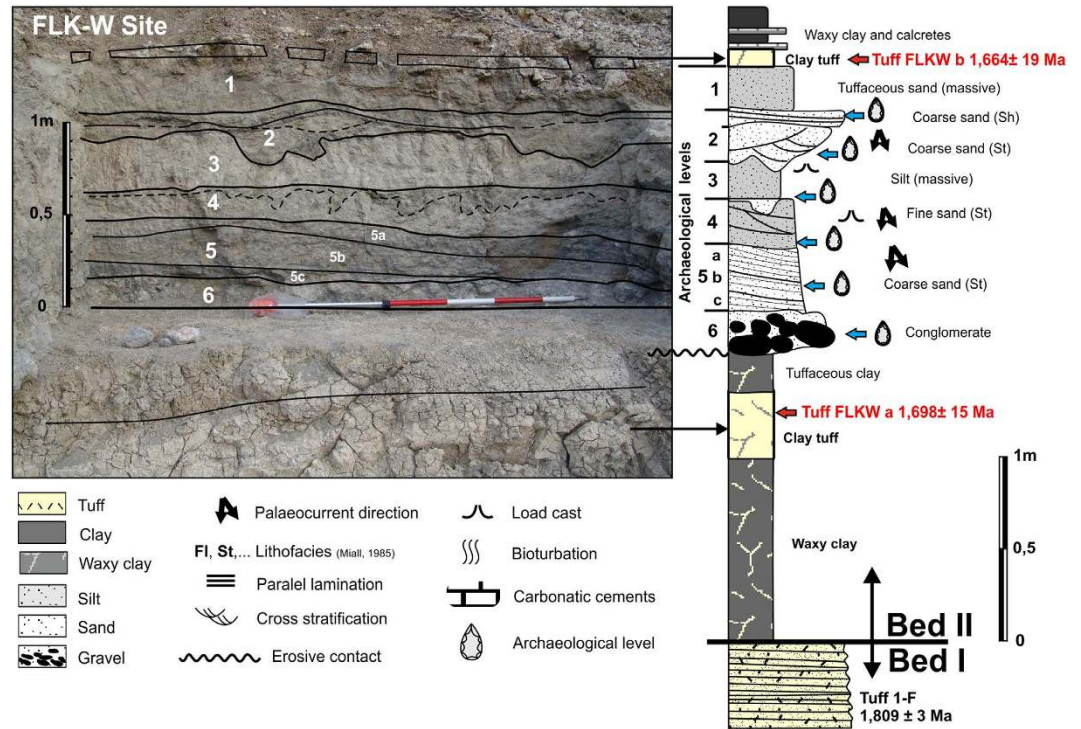 FLK-W Site
1
2
3
4
5
5a
5b
5c
6
1m
0,5
0
Waxy clay and calcretes
Clay tuff
Tuff FLKW b 1,664± 19 Ma
Archaeological levels
1
Tuffaceous sand (massive)
Coarse sand (Sh)
2
Coarse sand (St)
3
Silt (massive)
4
Fine sand (St)
a
5 b
c
Coarse sand (St)
6
Conglomerate
Tuffaceous clay
Tuff FLKW a 1,698± 15 Ma
Clay tuff
Waxy clay
1m
0,5
0
Bed II
Bed I
Tuff 1-F
1,809 ± 3 Ma
Tuff
Clay
Waxy clay
Silt
Sand
Gravel
Palaeocurrent direction
Fl, St,... Lithofacies (Miall, 1985)
Paralel lamination
Cross stratification
Erosive contact
Load cast
Bioturbation
Carbonatic cements
Archaeological level